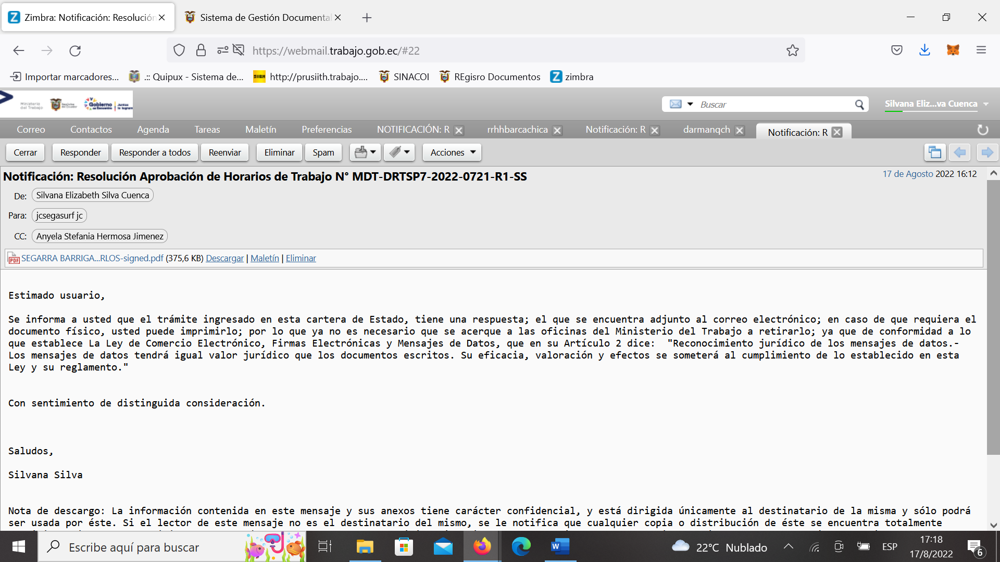 Zimbra: Notificación: Resolución
Sistema de Gestión Documental
https://webmail.trabajo.gob.ec/#22
Importar marcadores...
.:: Quipux - Sistema de...
http://prusiith.trabajo....
SINACOI
REgisro Documentos
zimbra
Ministerio del Trabajo
Gobierno del Encuentro
Juntos lo logramos
Buscar
Silvana Eliz...va Cuenca
Correo
Contactos
Agenda
Tareas
Maletín
Preferencias
NOTIFICACIÓN: R
rrhhbarcachica
Notificación: R
darmanqch
Notificación: R
Cerrar
Responder
Responder a todos
Reenviar
Eliminar
Spam
Acciones
Notificación: Resolución Aprobación de Horarios de Trabajo N° MDT-DRTSP7-2022-0721-R1-SS
17 de Agosto 2022 16:12
De: Silvana Elizabeth Silva Cuenca
Para: jcsegasurf jc
CC: Anyela Stefania Hermosa Jimenez
PDF SEGARRA BARRIGA...RLOS-signed.pdf (375,6 KB) Descargar | Maletín | Eliminar
Estimado usuario,
Se informa a usted que el trámite ingresado en esta cartera de Estado, tiene una respuesta; el que se encuentra adjunto al correo electrónico; en caso de que requiera el
documento físico, usted puede imprimirlo; por lo que ya no es necesario que se acerque a las oficinas del Ministerio del Trabajo a retirarlo; ya que de conformidad a lo
que establece La Ley de Comercio Electrónico, Firmas Electrónicas y Mensajes de Datos, que en su Artículo 2 dice:  "Reconocimiento jurídico de los mensajes de datos.-
Los mensajes de datos tendrá igual valor jurídico que los documentos escritos. Su eficacia, valoración y efectos se someterá al cumplimiento de lo establecido en esta
Ley y su reglamento."
Con sentimiento de distinguida consideración.
Saludos,
Silvana Silva
Nota de descargo: La información contenida en este mensaje y sus anexos tiene carácter confidencial, y está dirigida únicamente al destinatario de la misma y sólo podrá
ser usada por éste. Si el lector de este mensaje no es el destinatario del mismo, se le notifica que cualquier copia o distribución de éste se encuentra totalmente
Escribe aquí para buscar
22°C Nublado
ESP
17:18
17/8/2022
6